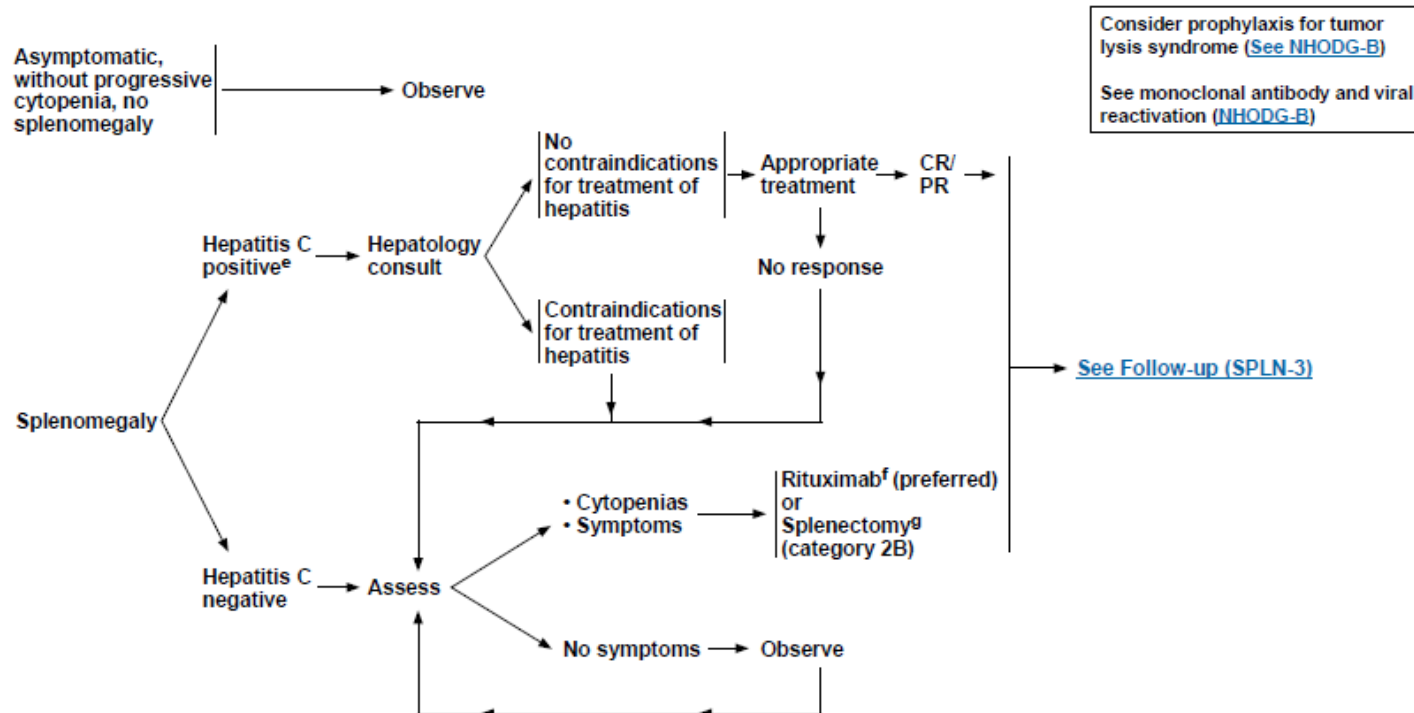 Consider prophylaxis for tumor
lysis syndrome (See NHODG-B)
See monoclonal antibody and viral
reactivation (NHODG-B)
Asymptomatic,
without progressive
cytopenia, no
splenomegaly
Observe
No
contraindications
for treatment of
hepatitis
Appropriate
treatment
CR/
PR
Hepatitis C
positiveᵉ
Hepatology
consult
No response
Contraindications
for treatment of
hepatitis
See Follow-up (SPLN-3)
Splenomegaly
• Cytopenias
• Symptoms
Rituximabᶠ (preferred)
or
Splenectomyᵍ
(category 2B)
Hepatitis C
negative
Assess
No symptoms
Observe